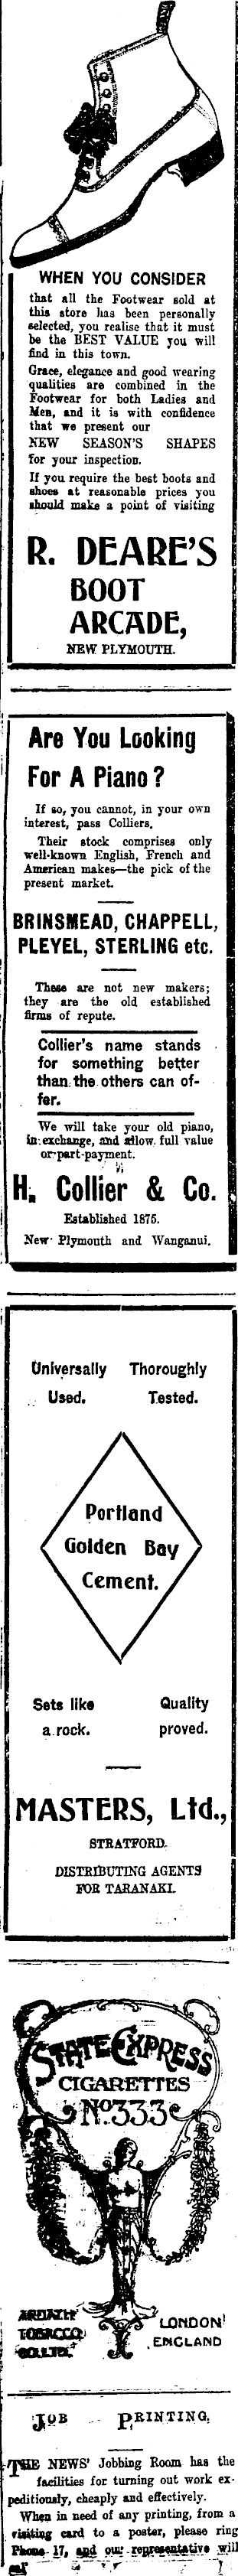 WHEN YOU CONSIDER
that all the Footwear sold at
this store has been personally
selected, you realise that it must
be the BEST VALUE you will
find in this town.
Grace, elegance and good wearing
qualities are combined in the
Footwear for both Ladies and
Men, and it is with confidence
that we present our
NEW SEASON'S SHAPES
for your inspection.
If you require the best boots and
shoes at reasonable prices you
should make a point of visiting
R. DEARE'S
BOOT
ARCADE,
NEW PLYMOUTH.
Are You Looking
For A Piano?
If so, you cannot, in your own
interest, pass Colliers.
Their stock comprises only
well-known English, French and
American makes—the pick of the
present market.
BRINSMEAD, CHAPPELL,
PLEYEL, STERLING etc.
These are not new makers;
they are the old established
firms of repute.
Collier's name stands
for something better
than the others can of-
fer.
We will take your old piano,
in exchange, and allow full value
or part-payment.
H. Collier & Co.
Established 1875.
New Plymouth and Wanganui.
Universally Thoroughly
Used. Tested.
Portland
Golden Bay
Cement.
Sets like Quality
a rock. proved.
MASTERS, Ltd.,
STRATFORD.
DISTRIBUTING AGENTS
FOR TARANAKI.
STATE EXPRESS
CIGARETTES
No. 333
ARDATH
TOBACCO
CO. LTD.
LONDON
ENGLAND
JOB PRINTING.
THE NEWS' Jobbing Room has the
facilities for turning out work ex-
peditiously, cheaply and effectively.
When in need of any printing, from a
visiting card to a poster, please ring
Phone 17, and our representative will